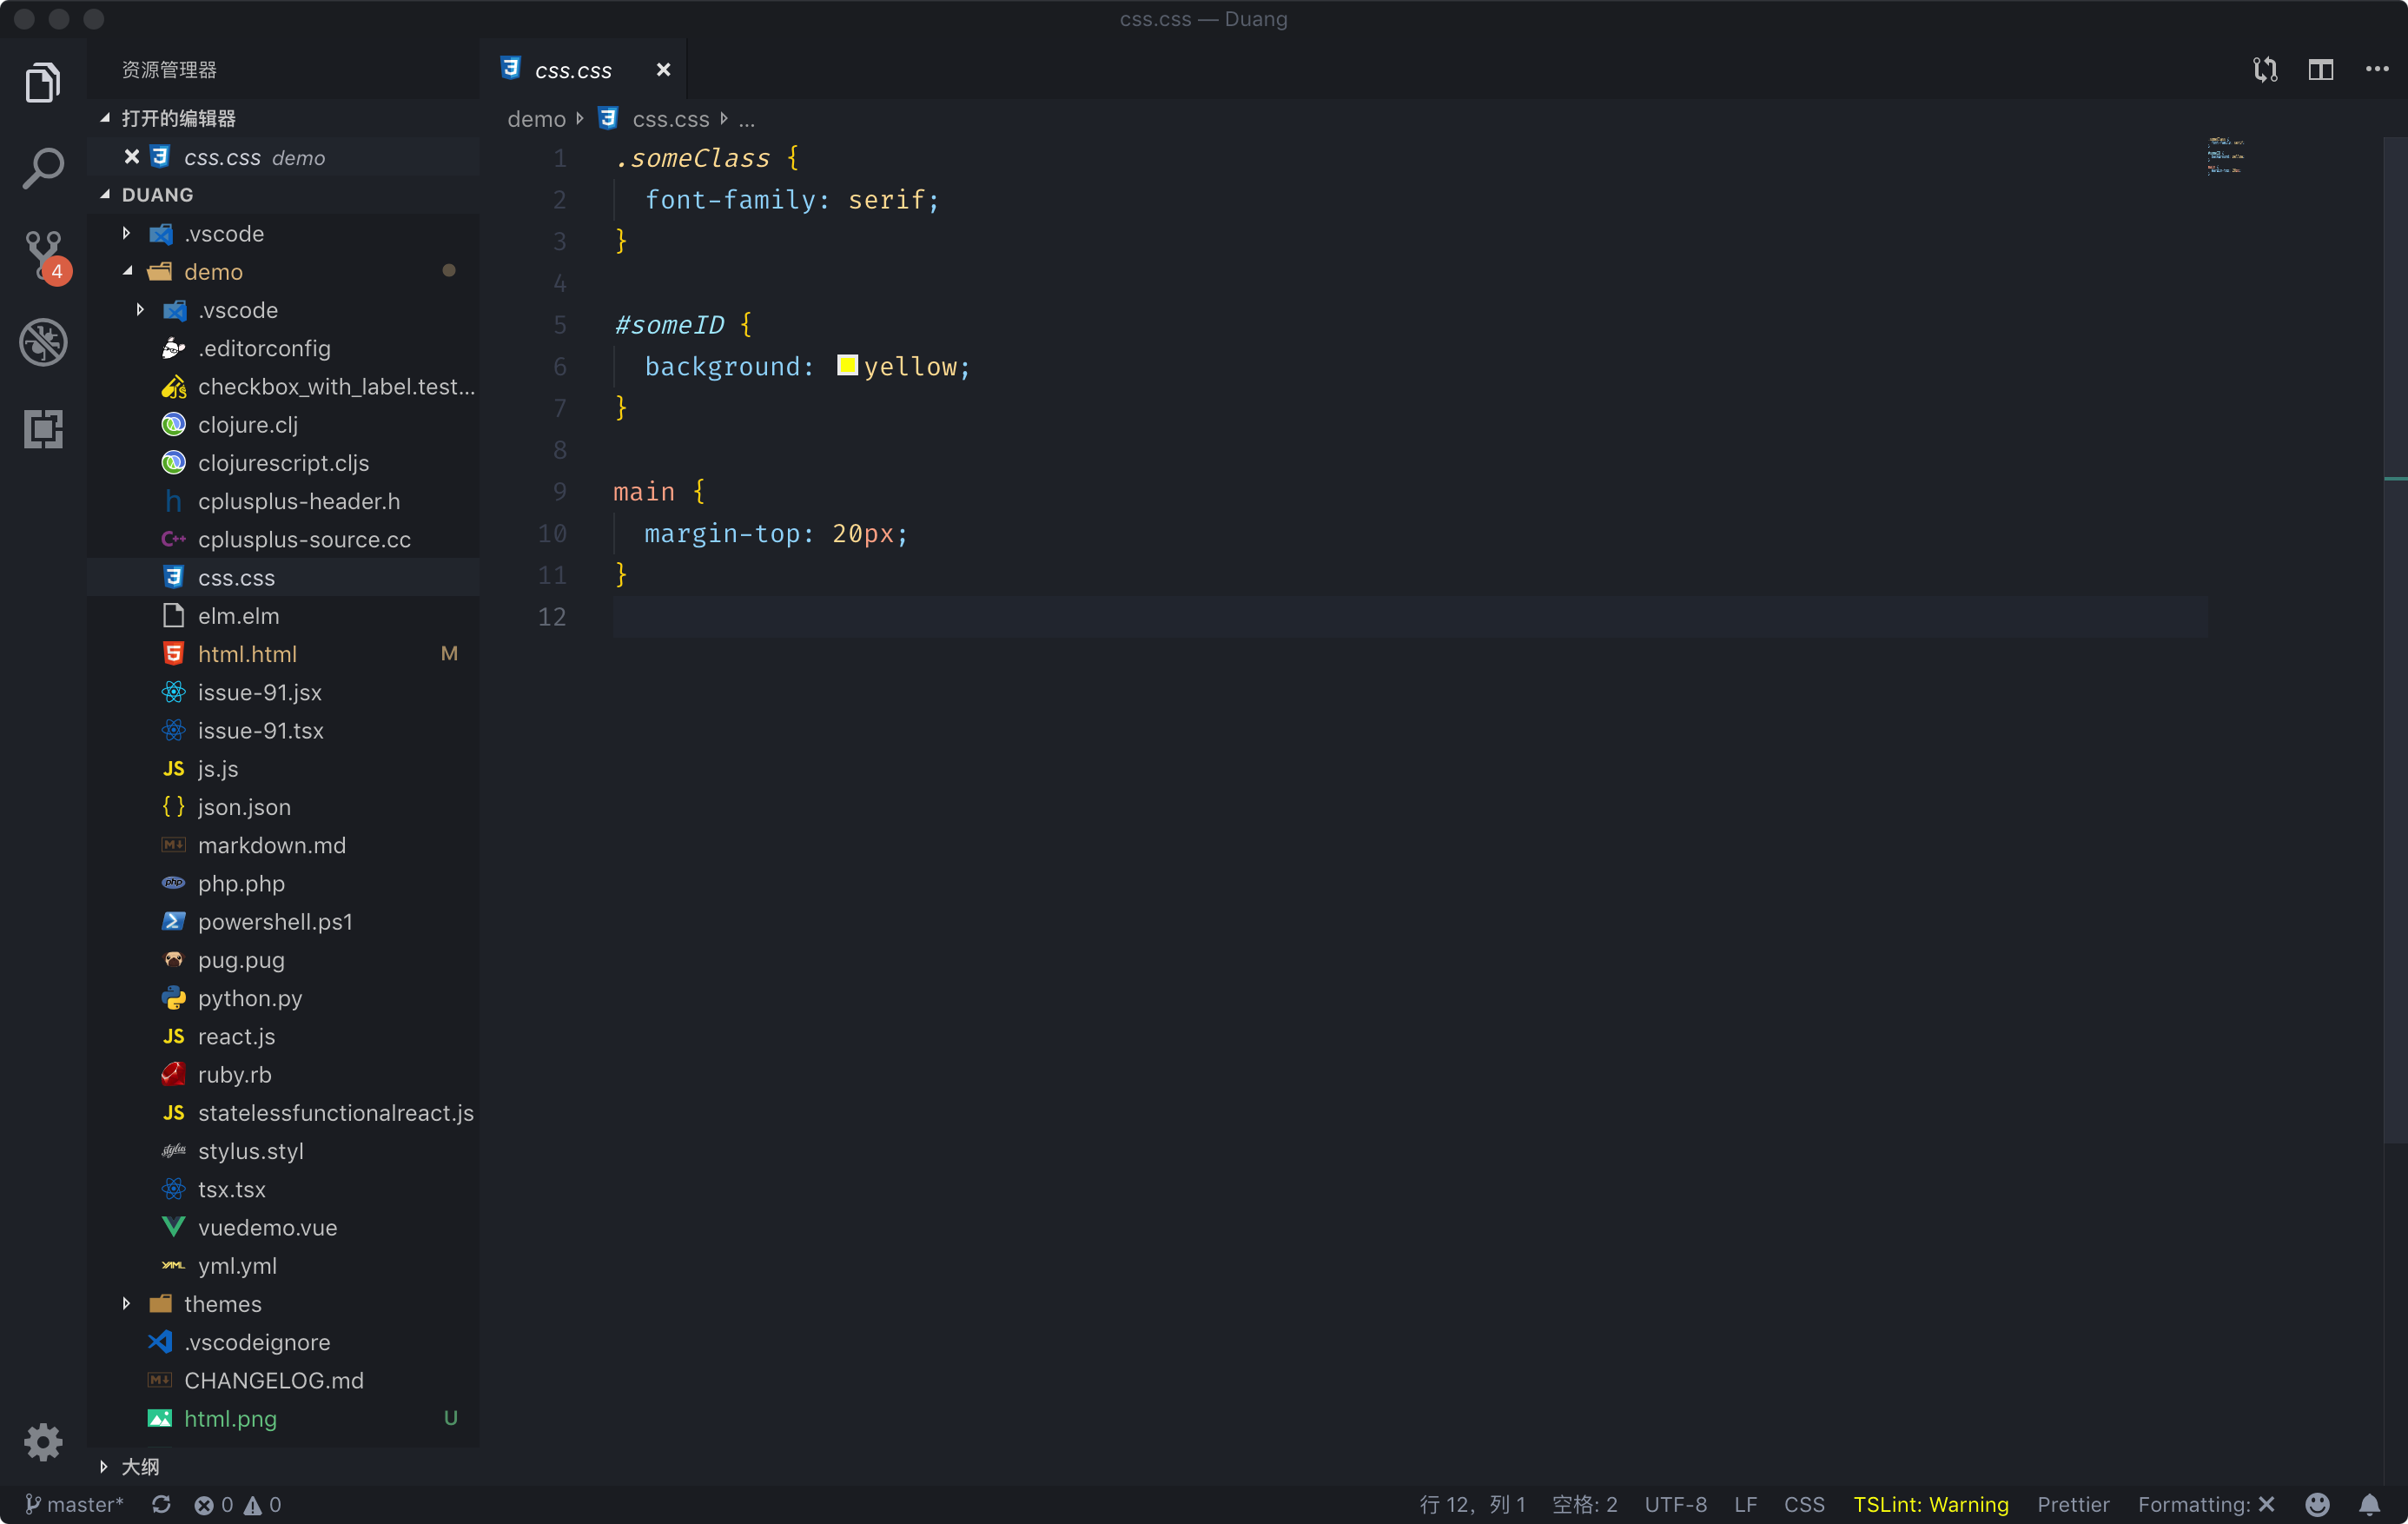 css.css — Duang
资源管理器
打开的编辑器
css.css demo
DUANG
.vscode
demo
.vscode
.editorconfig
checkbox_with_label.test...
clojure.clj
clojurescript.cljs
cplusplus-header.h
cplusplus-source.cc
css.css
elm.elm
html.html M
issue-91.jsx
issue-91.tsx
js.js
json.json
markdown.md
php.php
powershell.ps1
pug.pug
python.py
react.js
ruby.rb
statelessfunctionalreact.js
stylus.styl
tsx.tsx
vuedemo.vue
yml.yml
themes
.vscodeignore
CHANGELOG.md
html.png U
大纲
4
css.css
demo css.css ...
1 .someClass {
2 font-family: serif;
3 }
4
5 #someID {
6 background: yellow;
7 }
8
9 main {
10 margin-top: 20px;
11 }
12
master* 0 0 行 12，列 1 空格: 2 UTF-8 LF CSS TSLint: Warning Prettier Formatting: ✕